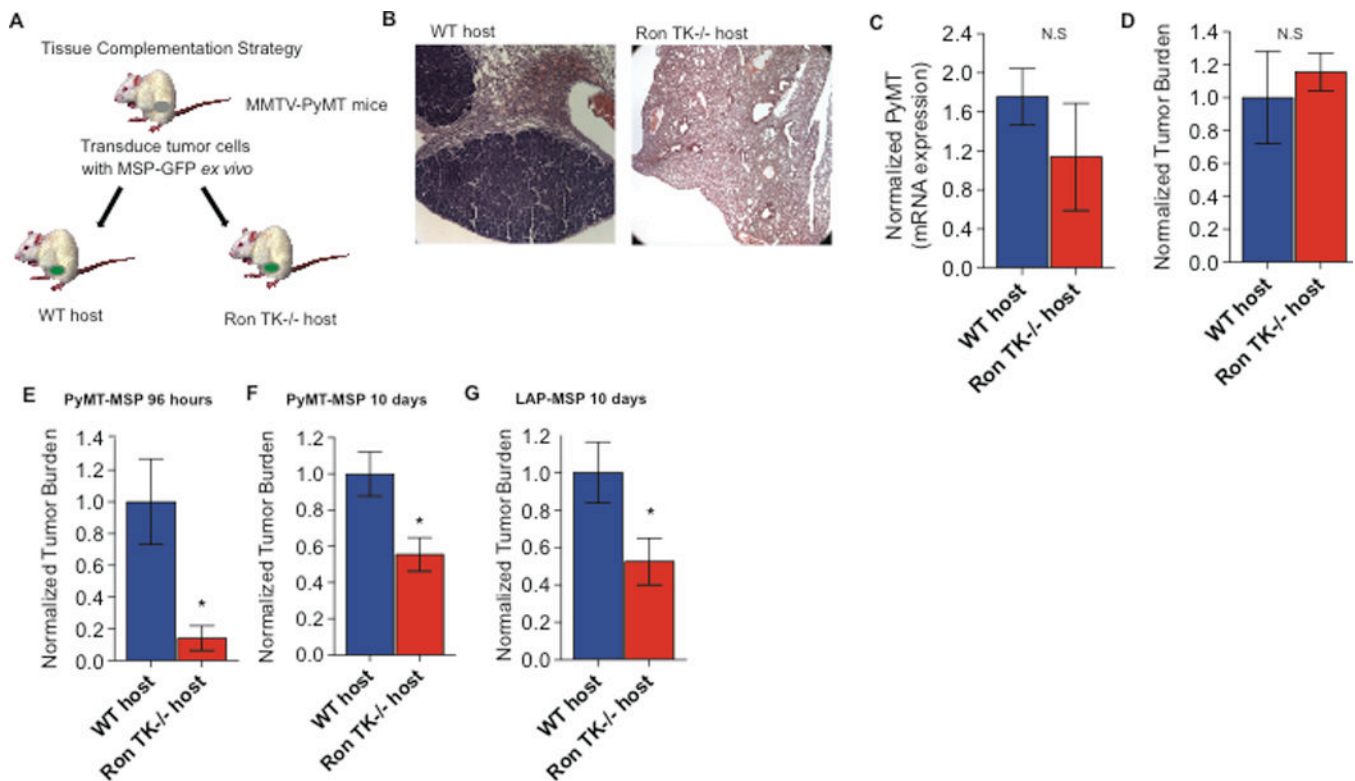 A
Tissue Complementation Strategy
MMTV-PyMT mice
Transduce tumor cells
with MSP-GFP ex vivo
WT host
Ron TK-/- host
B
WT host
Ron TK-/- host
C
N.S
Normalized PyMT
(mRNA expression)
2.4
2.0
1.6
1.2
0.8
0.4
0.0
WT host
Ron TK-/- host
D
N.S
Normalized Tumor Burden
1.4
1.2
1.0
0.8
0.6
0.4
0.2
0.0
WT host
Ron TK-/- host
E
PyMT-MSP 96 hours
Normalized Tumor Burden
1.4
1.2
1.0
0.8
0.6
0.4
0.2
0.0
*
WT host
Ron TK-/- host
F
PyMT-MSP 10 days
Normalized Tumor Burden
1.2
1.0
0.8
0.6
0.4
0.2
0.0
*
WT host
Ron TK-/- host
G
LAP-MSP 10 days
Normalized Tumor Burden
1.2
1.0
0.8
0.6
0.4
0.2
0.0
*
WT host
Ron TK-/- host